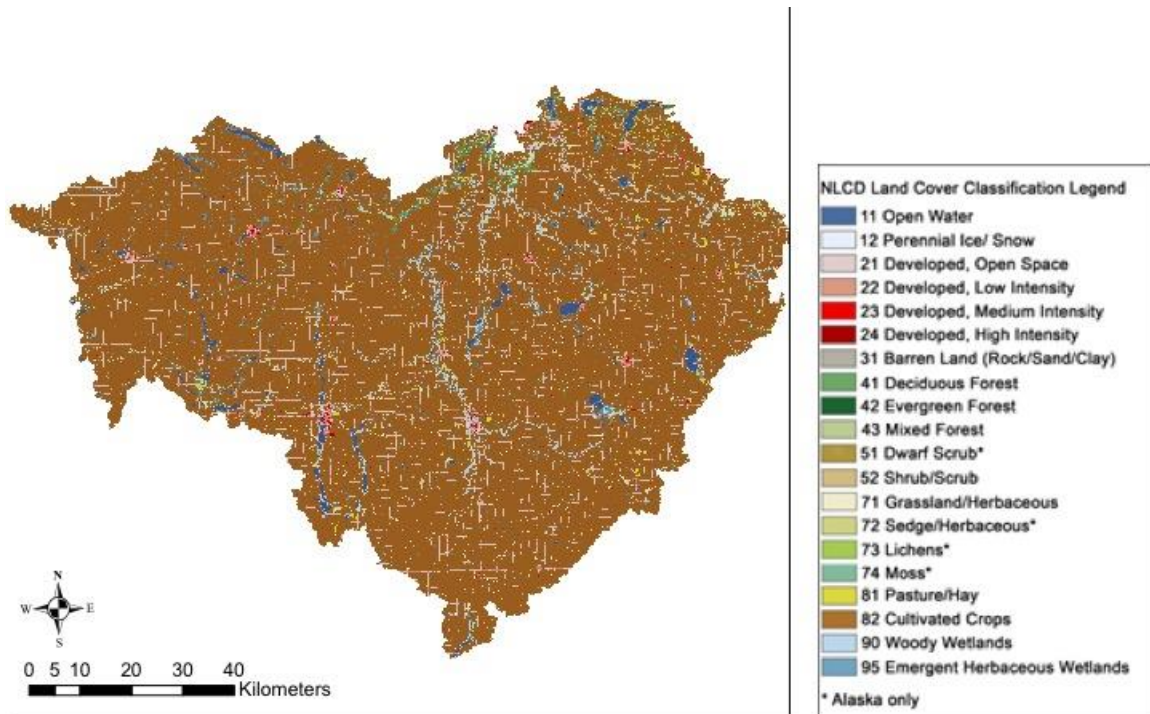 N
W E
S
0 5 10 20 30 40
Kilometers
NLCD Land Cover Classification Legend
11 Open Water
12 Perennial Ice/ Snow
21 Developed, Open Space
22 Developed, Low Intensity
23 Developed, Medium Intensity
24 Developed, High Intensity
31 Barren Land (Rock/Sand/Clay)
41 Deciduous Forest
42 Evergreen Forest
43 Mixed Forest
51 Dwarf Scrub*
52 Shrub/Scrub
71 Grassland/Herbaceous
72 Sedge/Herbaceous*
73 Lichens*
74 Moss*
81 Pasture/Hay
82 Cultivated Crops
90 Woody Wetlands
95 Emergent Herbaceous Wetlands
* Alaska only